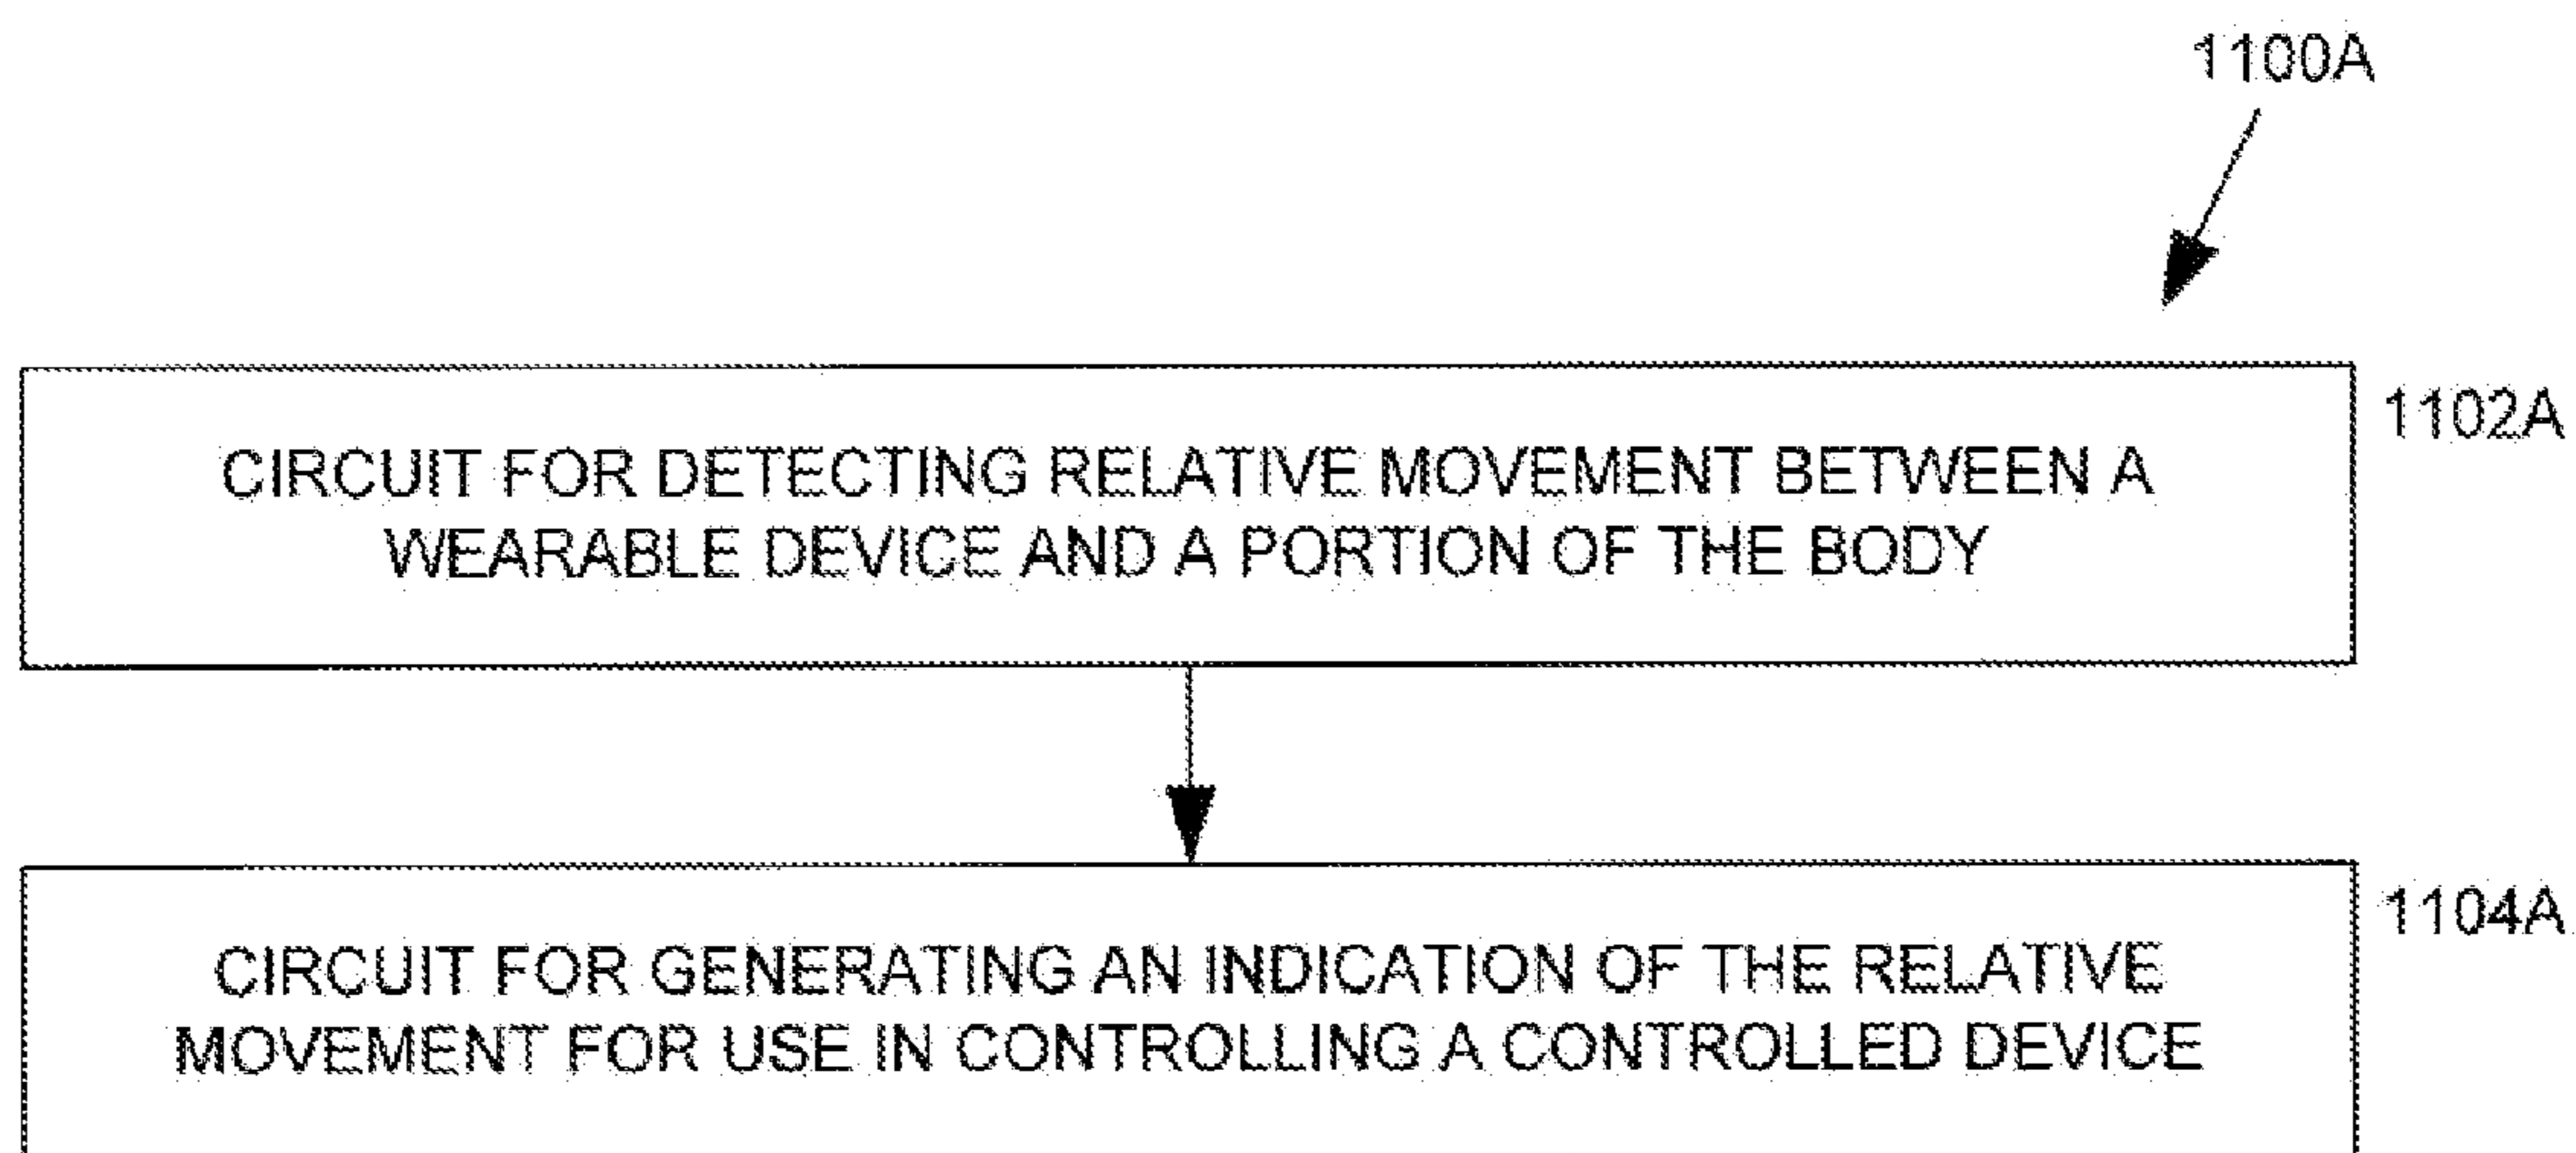 1100A
1102A
CIRCUIT FOR DETECTING RELATIVE MOVEMENT BETWEEN A
WEARABLE DEVICE AND A PORTION OF THE BODY
1104A
CIRCUIT FOR GENERATING AN INDICATION OF THE RELATIVE
MOVEMENT FOR USE IN CONTROLLING A CONTROLLED DEVICE